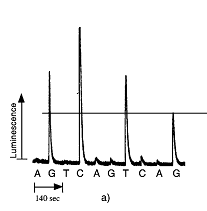 Luminescence
A G T C A G T C A G
140 sec
a)